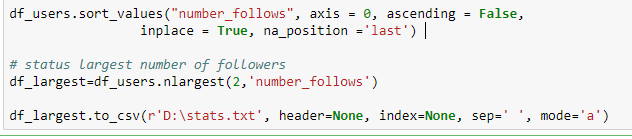 df_users.sort_values("number_follows", axis = 0, ascending = False,
inplace = True, na_position ='last')
# status largest number of followers
df_largest=df_users.nlargest(2,'number_follows')
df_largest.to_csv(r'D:\stats.txt', header=None, index=None, sep=' ', mode='a')